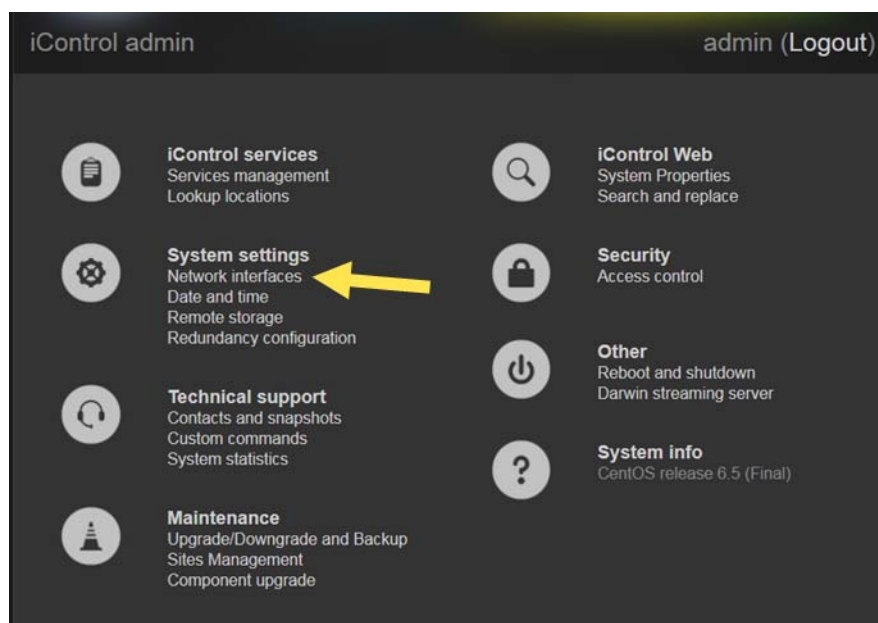 iControl admin
admin (Logout)
iControl services
Services management
Lookup locations
System settings
Network interfaces
Date and time
Remote storage
Redundancy configuration
Technical support
Contacts and snapshots
Custom commands
System statistics
Maintenance
Upgrade/Downgrade and Backup
Sites Management
Component upgrade
iControl Web
System Properties
Search and replace
Security
Access control
Other
Reboot and shutdown
Darwin streaming server
System info
CentOS release 6.5 (Final)